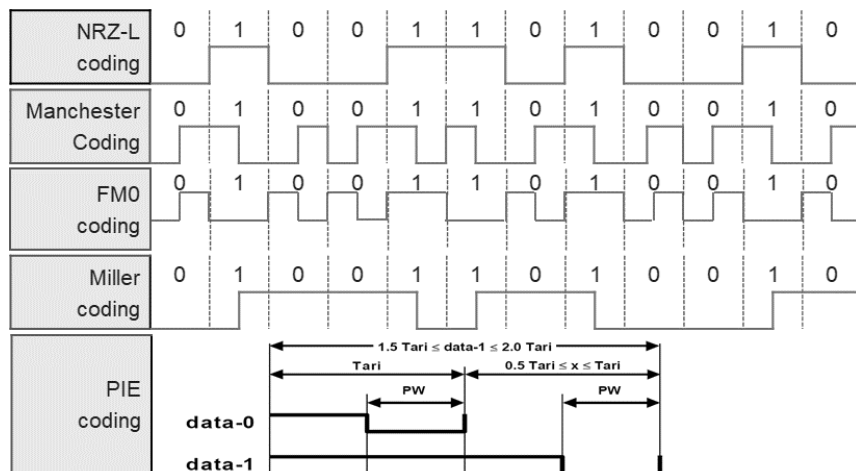 NRZ-L coding
0 1 0 0 1 1 0 1 0 0 1 0
Manchester Coding
0 1 0 0 1 1 0 1 0 0 1 0
FM0 coding
0 1 0 0 1 1 0 1 0 0 1 0
Miller coding
0 1 0 0 1 1 0 1 0 0 1 0
PIE coding
1.5 Tari ≤ data-1 ≤ 2.0 Tari
Tari 0.5 Tari ≤ x ≤ Tari
PW PW
data-0
data-1